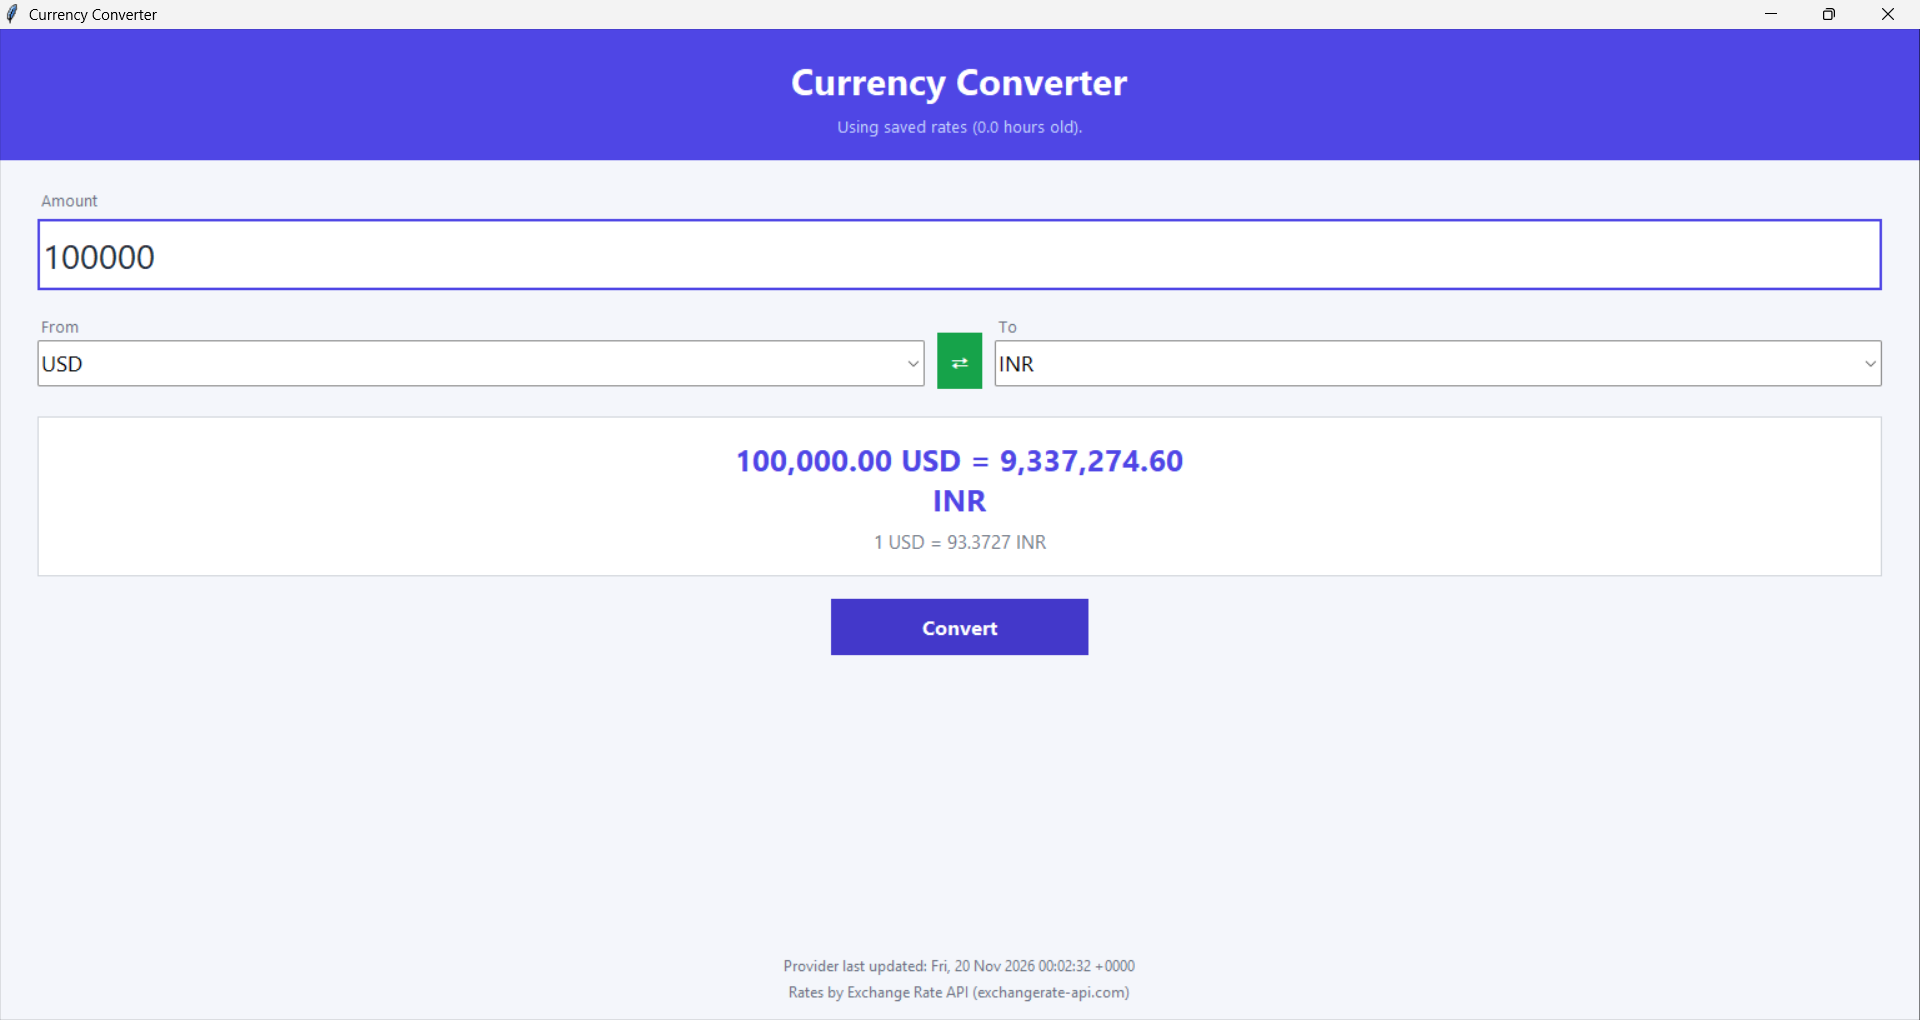 Currency Converter
Currency Converter
Using saved rates (0.0 hours old).
Amount
100000
From
To
USD
⇄
INR
100,000.00 USD = 9,337,274.60
INR
1 USD = 93.3727 INR
Convert
Provider last updated: Fri, 20 Nov 2026 00:02:32 +0000
Rates by Exchange Rate API (exchangerate-api.com)